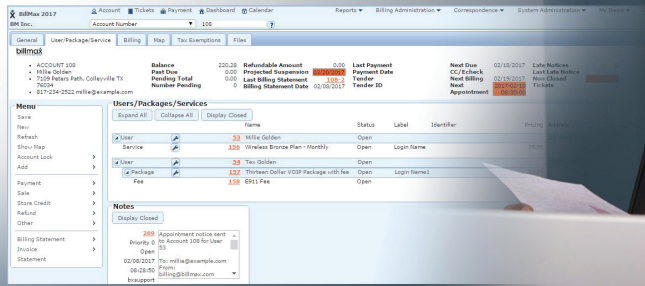 BillMax 2017 Account Tickets Payment Dashboard Calendar Reports Billing Administration Correspondence System Administration My Items
BM Inc. Account Number 108 ?
General User/Package/Service Billing Map Tax Exemptions Files
billmax
ACCOUNT 108 Balance 220.28 Refundable Amount 0.00 Last Payment Next Due 02/18/2017 Late Notices
Millie Golden Past Due 0.00 Projected Suspension 03/20/2017 Payment Date CC/Echeck Last Late Notice
7109 Peters Path, Colleyville TX Pending Total 0.00 Last Billing Statement 108-2 Tender Next Billing 02/19/2017 Non Closed
76034 Number Pending 0 Billing Statement Date 02/08/2017 Tender ID Next 2017-02-10 Tickets
817-234-2522 millie@example.com Appointment 08:30:00
Menu Users/Packages/Services
Save Expand All Collapse All Display Closed
New Name Status Label Identifier Pricing
Refresh User 53 Millie Golden Open
Show Map Service 156 Wireless Bronze Plan - Monthly Open Login Name
Account Lock
Add User 54 Tex Golden Open
Package 157 Thirteen Dollar VOIP Package with fee Open Login Name1
Payment Fee 158 E911 Fee Open
Sale
Store Credit
Refund Notes
Other Display Closed
Billing Statement 269 Appointment notice sent
Invoice Priority 0 to Account 108 for User
Statement Open 53
02/08/2017 To: millie@example.com
08:28:50 From:
bxsupport billing@billmax.com